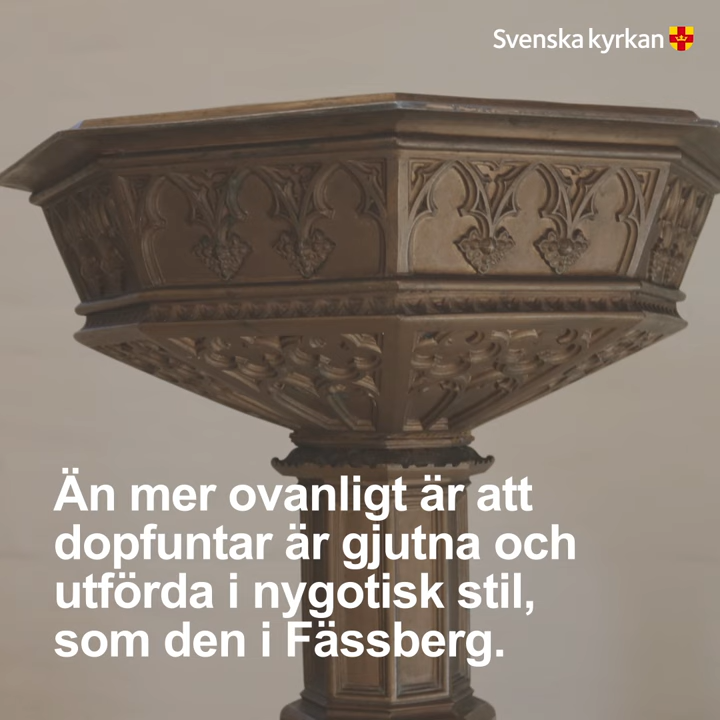 Svenska kyrkan
Än mer ovanligt är att
dopfuntar är gjutna och
utförda i nygotisk stil,
som den i Fässberg.